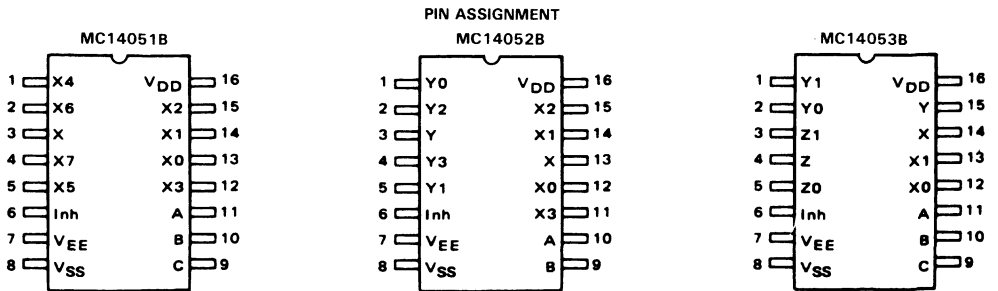 PIN ASSIGNMENT
MC14051B
1 X4 VDD 16
2 X6 X2 15
3 X X1 14
4 X7 X0 13
5 X5 X3 12
6 Inh A 11
7 VEE B 10
8 VSS C 9
MC14052B
1 Y0 VDD 16
2 Y2 X2 15
3 Y X1 14
4 Y3 X 13
5 Y1 X0 12
6 Inh X3 11
7 VEE A 10
8 VSS B 9
MC14053B
1 Y1 VDD 16
2 Y0 Y 15
3 Z1 X 14
4 Z X1 13
5 Z0 X0 12
6 Inh A 11
7 VEE B 10
8 VSS C 9